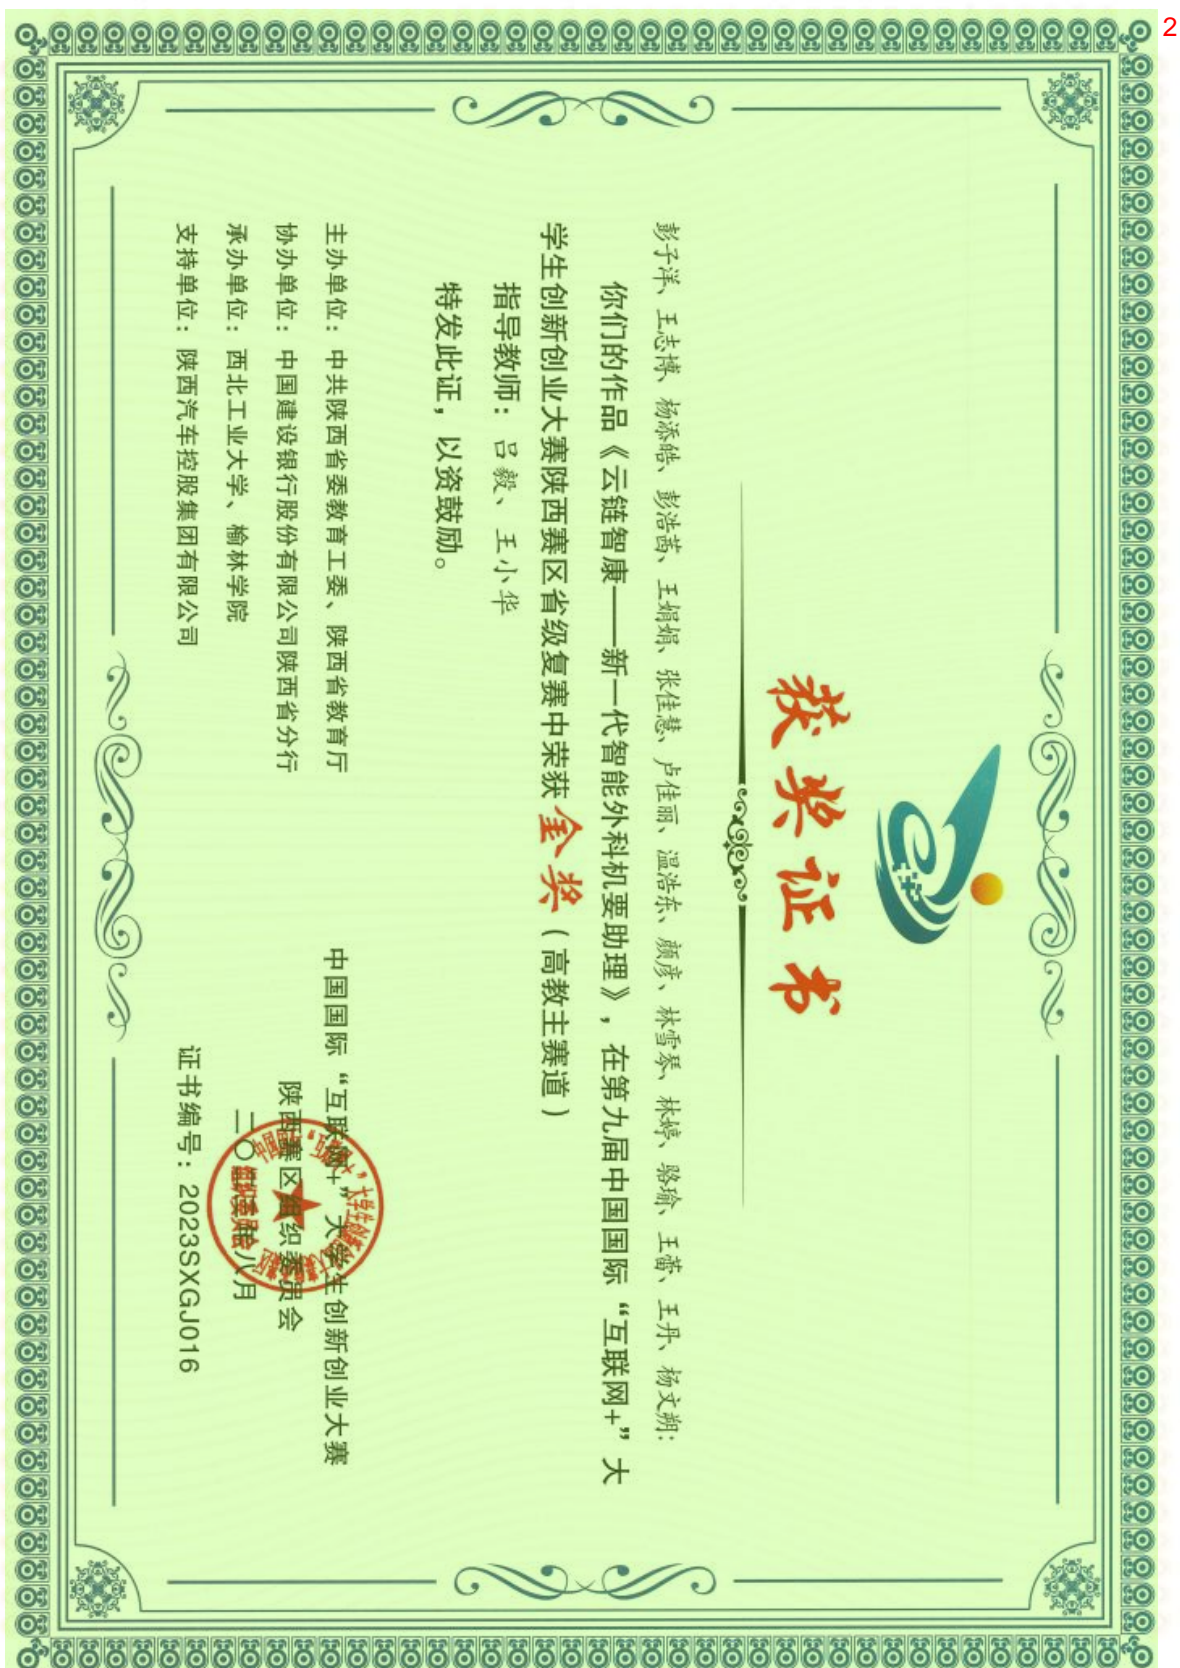 2
获奖证书
彭子洋、王志博、杨添皓、彭浩茜、王娟娟、张佳慧、卢佳丽、温浩东、颜彦、林雪琴、林婷、骆瑜、王蕾、王丹、杨文朔：
你们的作品《云链智康——新一代智能外科机要助理》，在第九届中国国际“互联网+”大
学生创新创业大赛陕西赛区省级复赛中荣获金奖（高教主赛道）
指导教师：吕毅、王小华
特发此证，以资鼓励。
主办单位：中共陕西省委教育工委、陕西省教育厅
协办单位：中国建设银行股份有限公司陕西省分行
承办单位：西北工业大学、榆林学院
支持单位：陕西汽车控股集团有限公司
中国国际“互联网+”大学生创新创业大赛
陕西赛区组织委员会
二〇二三年八月
证书编号：2023SXGJ016